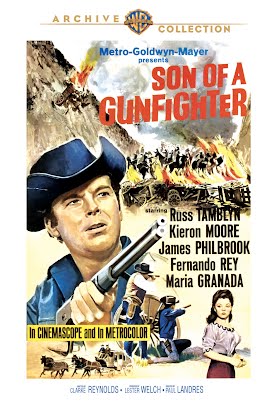 ARCHIVE COLLECTION
Metro-Goldwyn-Mayer
presents
SON OF A
GUNFIGHTER
starring
Russ TAMBLYN
Kieron MOORE
James PHILBROOK
Fernando REY
Maria GRANADA
In CINEMASCOPE and In METROCOLOR
CLARKE REYNOLDS LESTER WELCH PAUL LANDRES